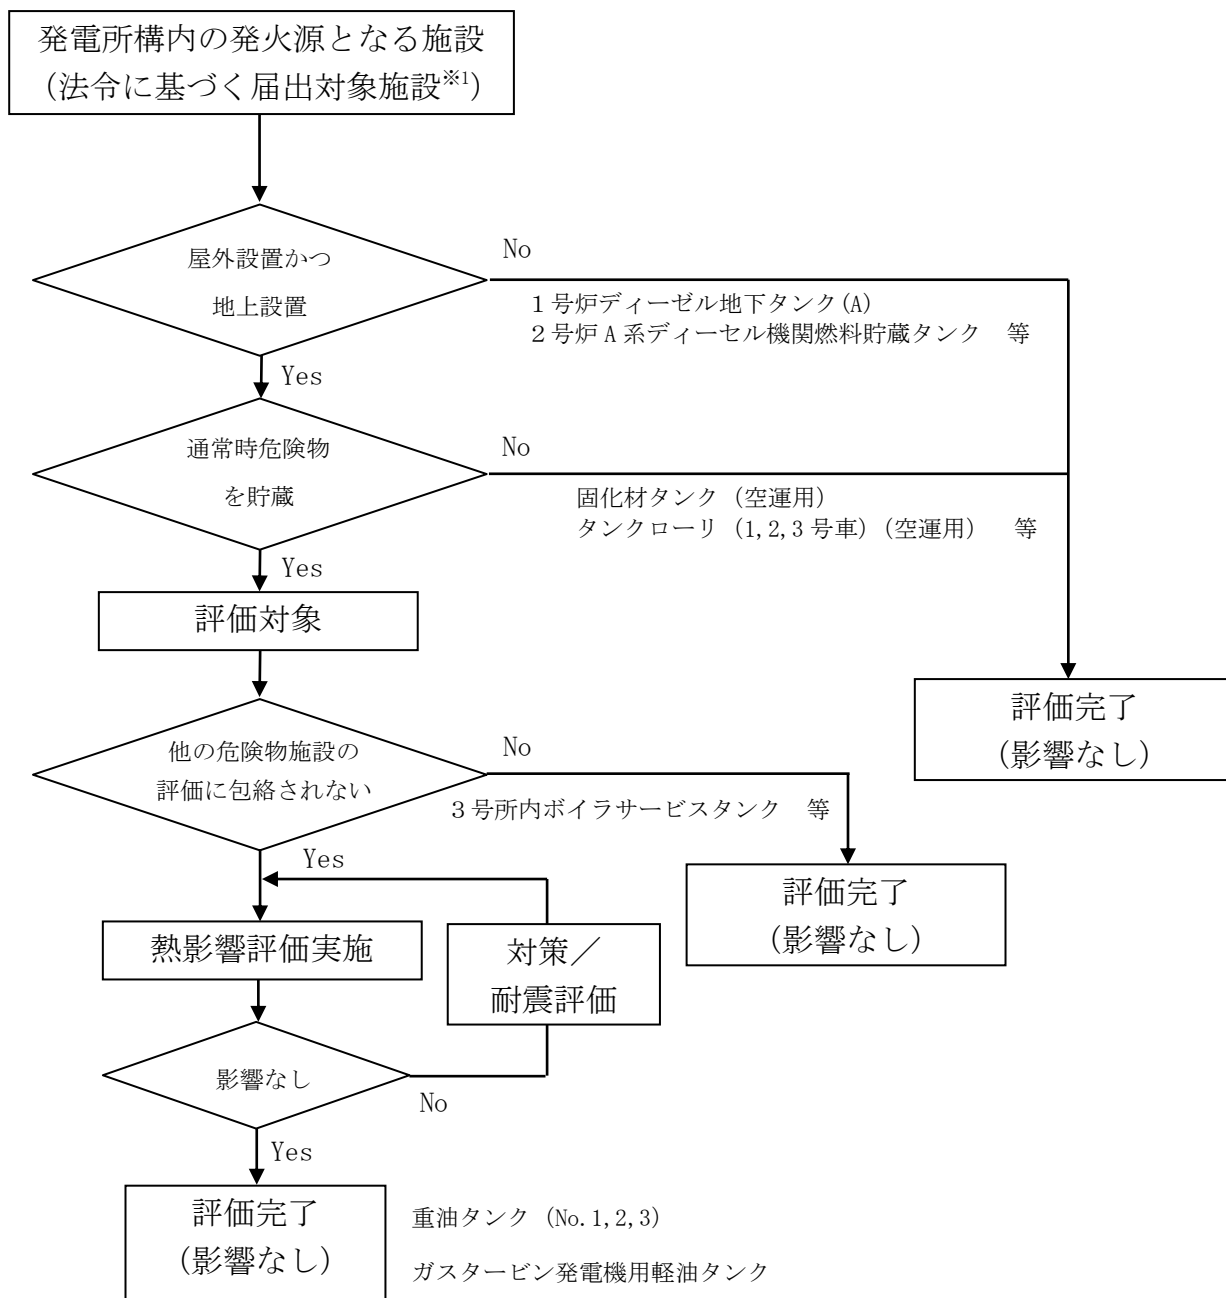 発電所構内の発火源となる施設
(法令に基づく届出対象施設※1)
屋外設置かつ
地上設置
No
1号炉ディーゼル地下タンク(A)
2号炉A系ディーゼル機関燃料貯蔵タンク 等
Yes
通常時危険物
を貯蔵
No
固化材タンク (空運用)
タンクローリ (1,2,3号車) (空運用) 等
Yes
評価対象
評価完了
(影響なし)
他の危険物施設の
評価に包絡されない
No
3号所内ボイラサービスタンク 等
Yes
評価完了
(影響なし)
熱影響評価実施
対策/
耐震評価
影響なし
No
Yes
評価完了
(影響なし)
重油タンク (No.1,2,3)
ガスタービン発電機用軽油タンク